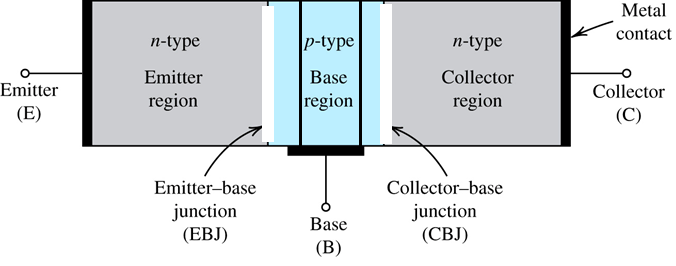 Metal
contact
n-type
Emitter
region
p-type
Base
region
n-type
Collector
region
Emitter
(E)
Collector
(C)
Emitter–base
junction
(EBJ)
Base
(B)
Collector–base
junction
(CBJ)